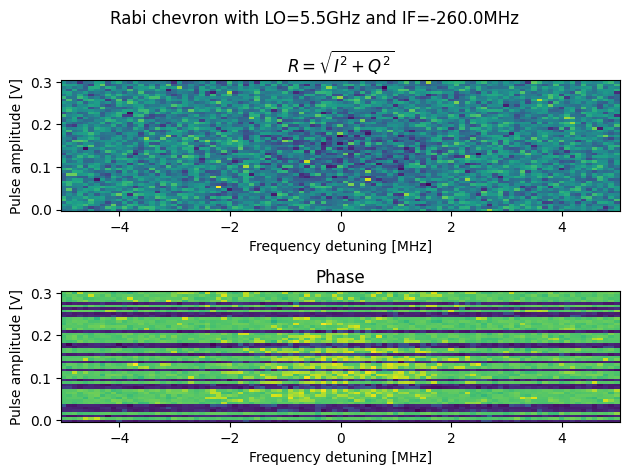 Rabi chevron with LO=5.5GHz and IF=-260.0MHz
R = √I² + Q²
Pulse amplitude [V]
0.3
0.2
0.1
0.0
−4
−2
0
2
4
Frequency detuning [MHz]
Phase
Pulse amplitude [V]
0.3
0.2
0.1
0.0
−4
−2
0
2
4
Frequency detuning [MHz]